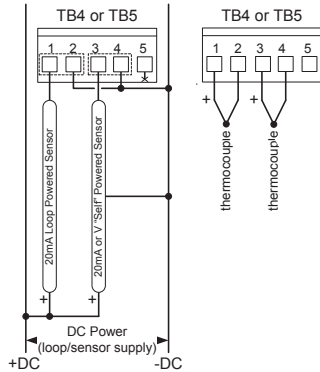 TB4 or TB5
1 2 3 4 5
20mA Loop Powered Sensor
20mA or V "Self" Powered Sensor
+
+
DC Power
(loop/sensor supply)
+DC
-DC
TB4 or TB5
1 2 3 4 5
+
+
thermocouple
thermocouple